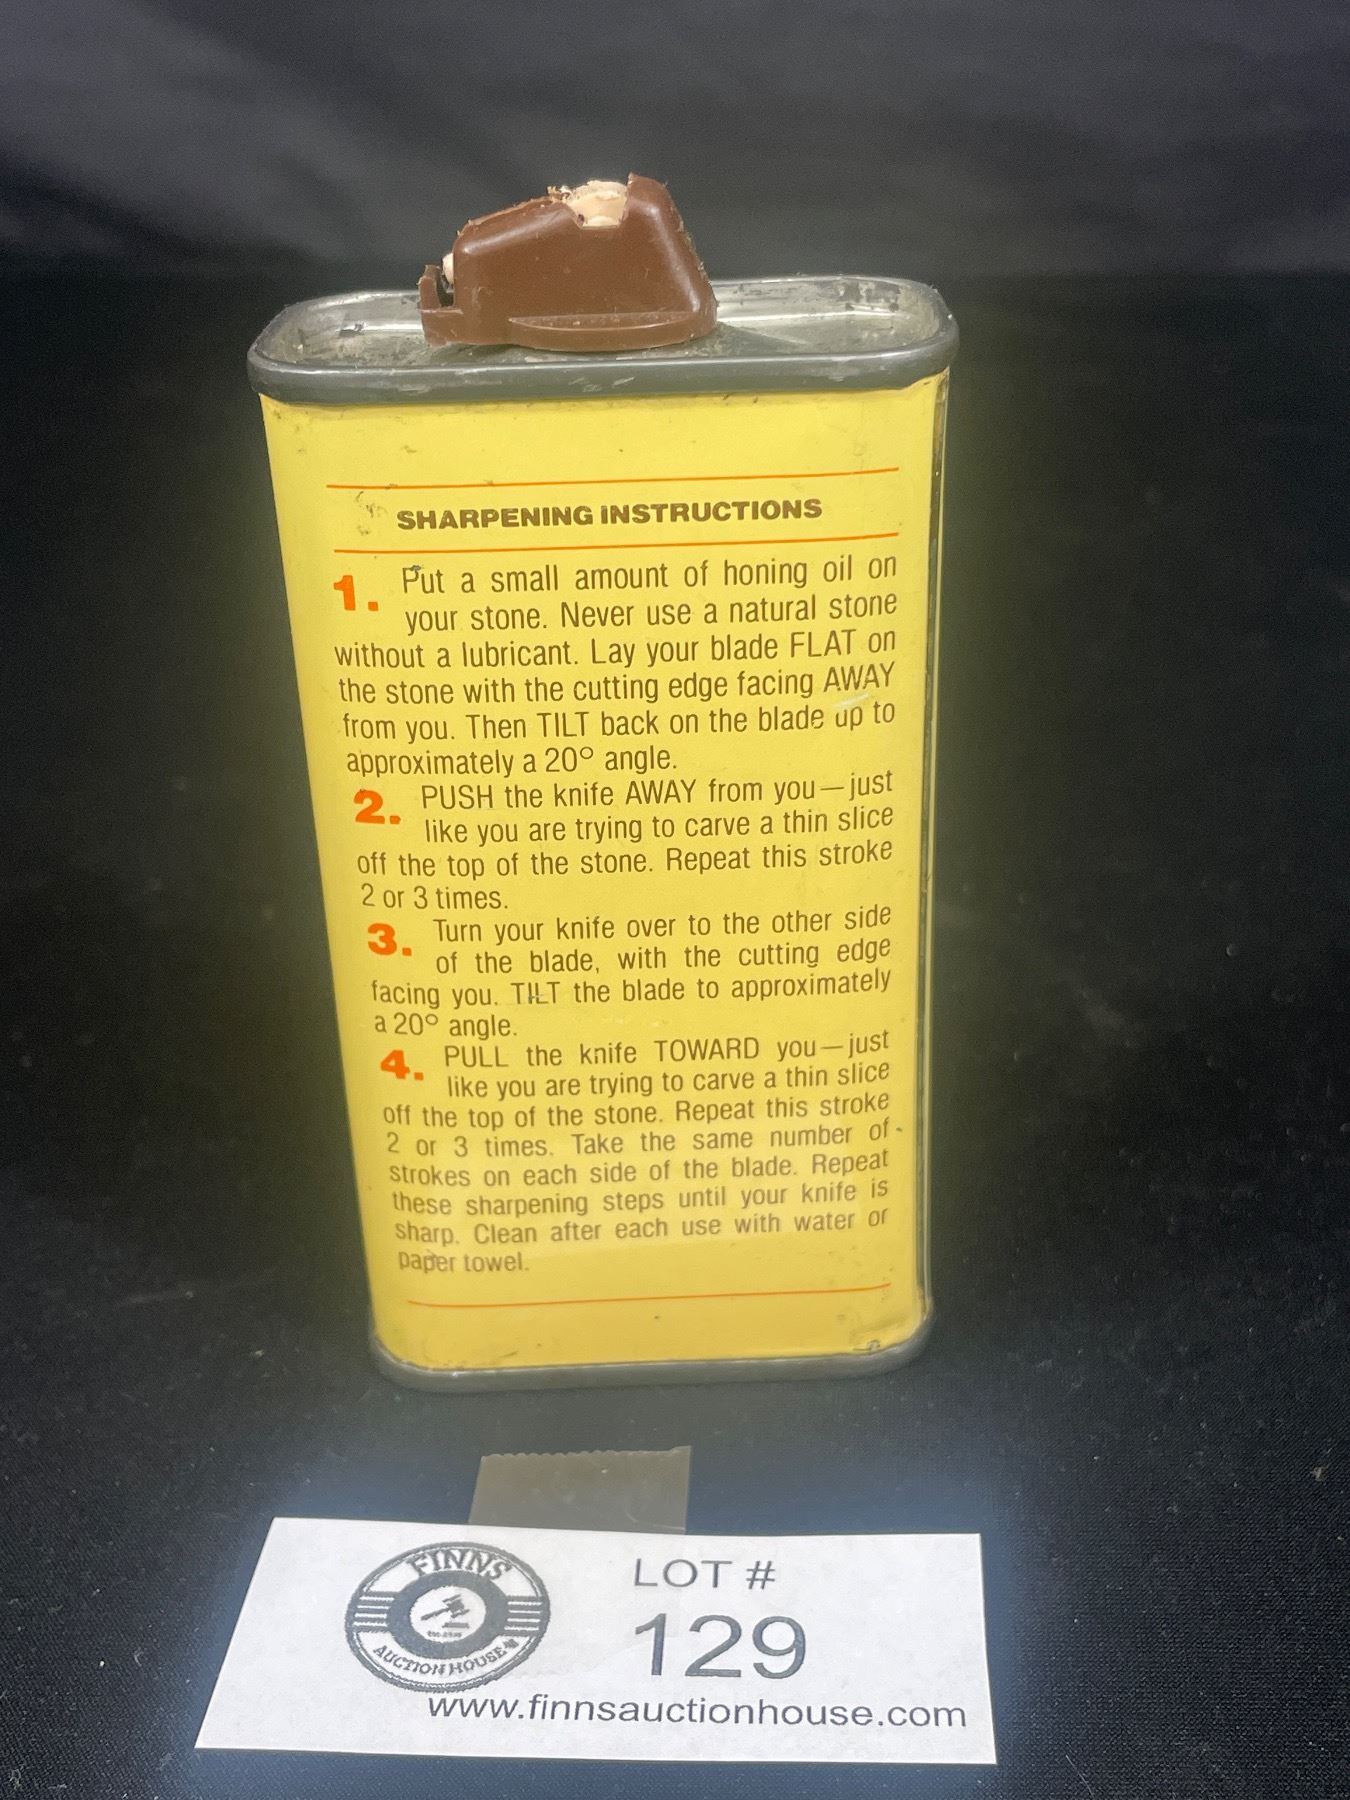 SHARPENING INSTRUCTIONS
1. Put a small amount of honing oil on
your stone. Never use a natural stone
without a lubricant. Lay your blade FLAT on
the stone with the cutting edge facing AWAY
from you. Then TILT back on the blade up to
approximately a 20° angle.
2. PUSH the knife AWAY from you—just
like you are trying to carve a thin slice
off the top of the stone. Repeat this stroke
2 or 3 times.
3. Turn your knife over to the other side
of the blade, with the cutting edge
facing you. TILT the blade to approximately
a 20° angle.
4. PULL the knife TOWARD you—just
like you are trying to carve a thin slice
off the top of the stone. Repeat this stroke
2 or 3 times. Take the same number of
strokes on each side of the blade. Repeat
these sharpening steps until your knife is
sharp. Clean after each use with water or
paper towel.
FINNS
AUCTION HOUSE
LOT #
129
www.finnsauctionhouse.com